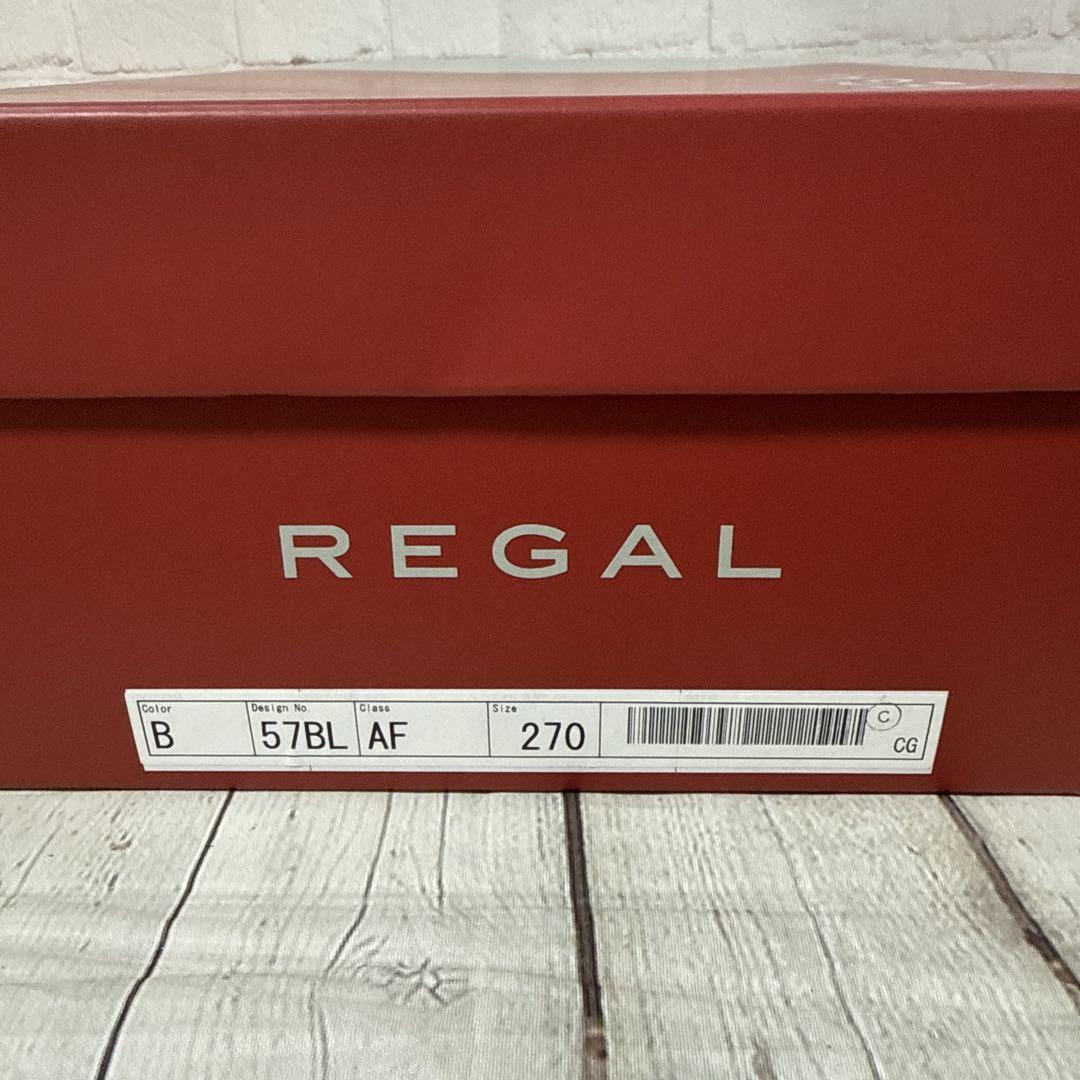 REGAL
Color Design No. Class Size
B 57BL AF 270 C CG